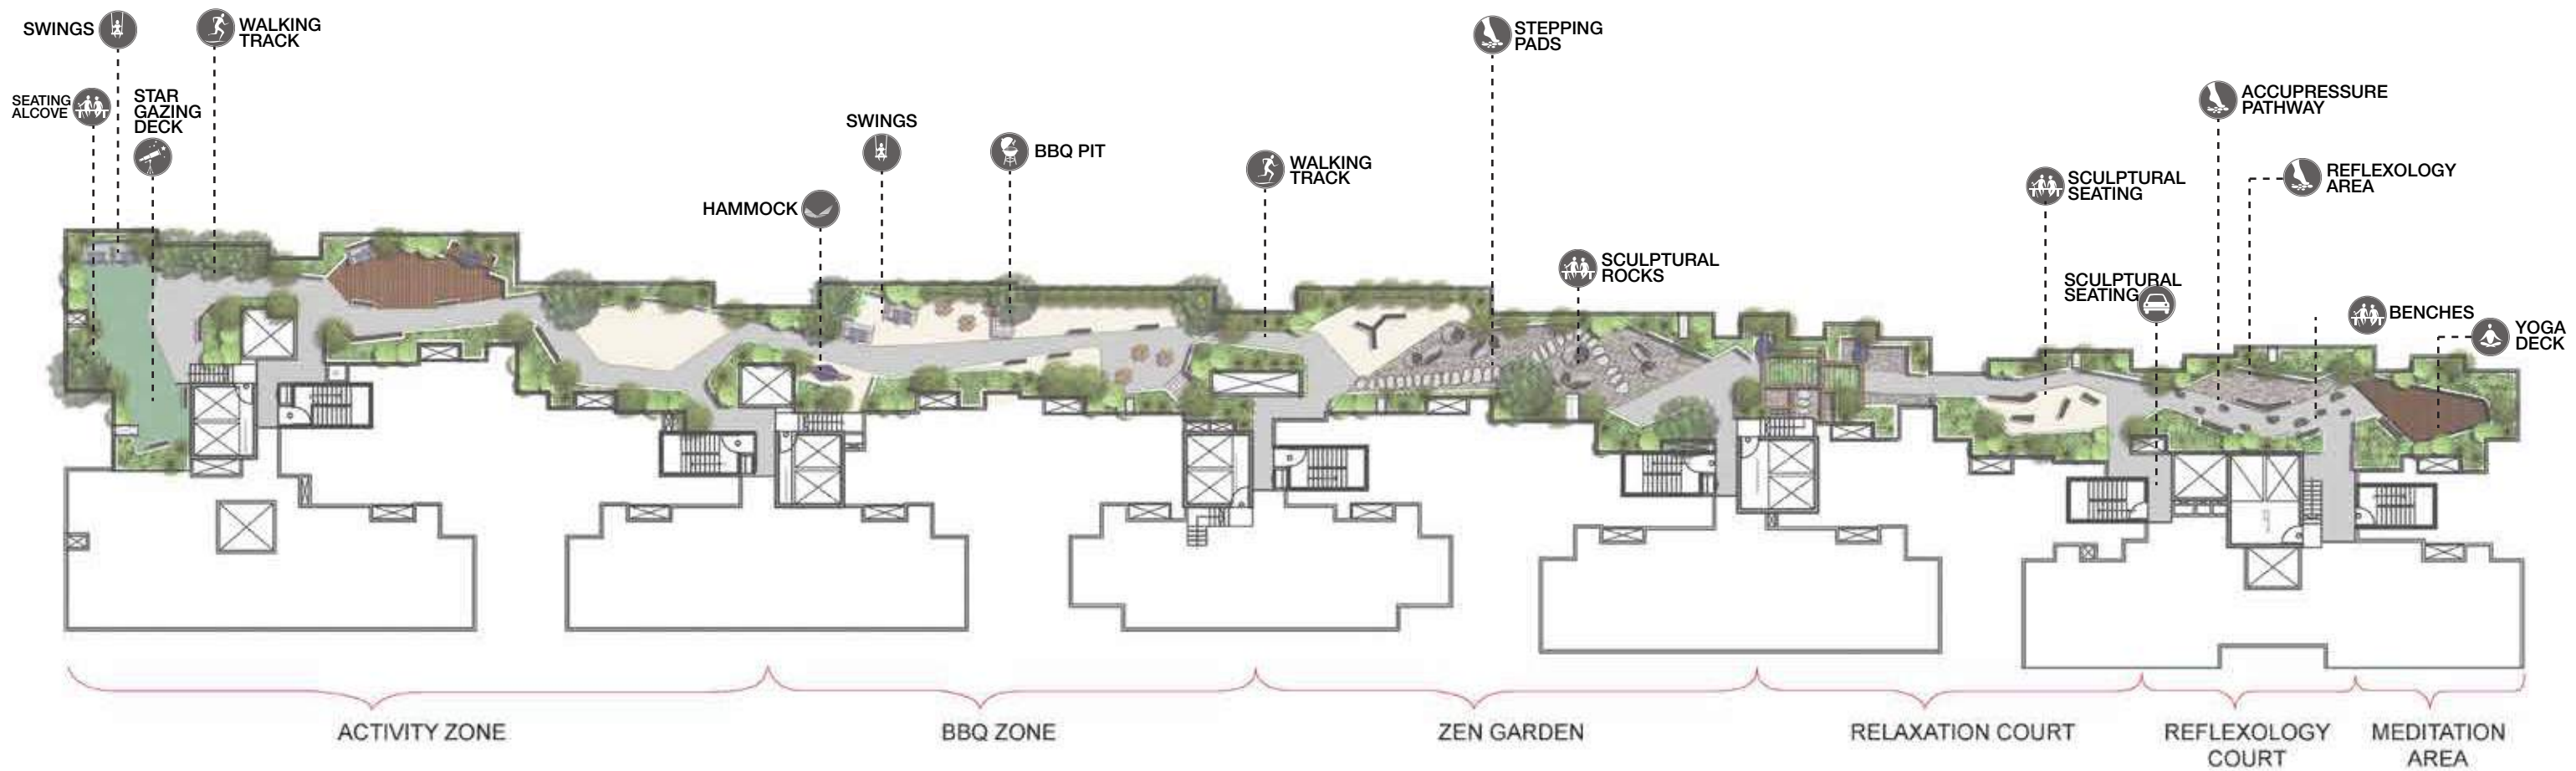 SWINGS
WALKING
TRACK
SEATING
ALCOVE
STAR
GAZING
DECK
HAMMOCK
SWINGS
BBQ PIT
WALKING
TRACK
STEPPING
PADS
SCULPTURAL
ROCKS
SCULPTURAL
SEATING
SCULPTURAL
SEATING
ACCUPRESSURE
PATHWAY
REFLEXOLOGY
AREA
BENCHES
YOGA
DECK
ACTIVITY ZONE
BBQ ZONE
ZEN GARDEN
RELAXATION COURT
REFLEXOLOGY
COURT
MEDITATION
AREA